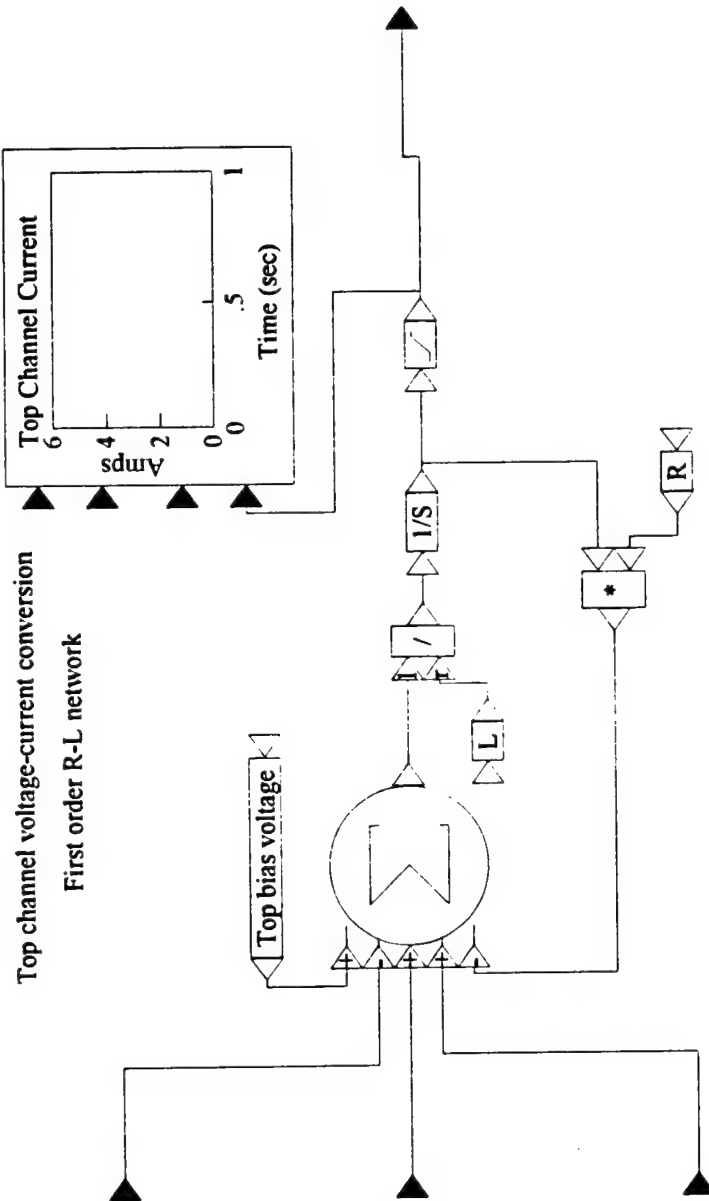 Top channel voltage-current conversion
First order R-L network
Top Channel Current
6
4
2
0
Amps
0
.5
1
Time (sec)
Top bias voltage
+
-
+
+
-
Σ
L
/
1/S
R
*